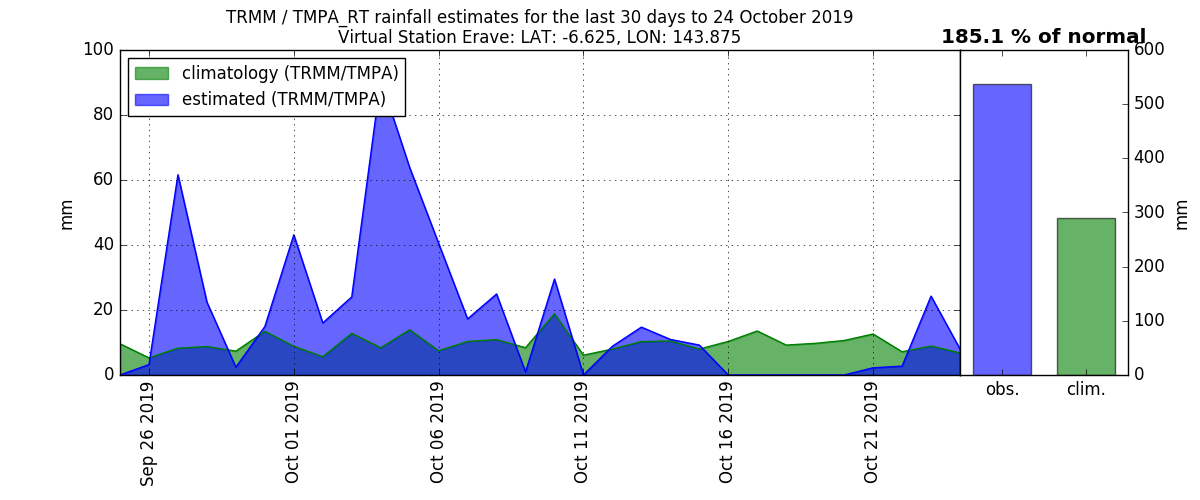 TRMM / TMPA_RT rainfall estimates for the last 30 days to 24 October 2019
Virtual Station Erave: LAT: -6.625, LON: 143.875
185.1 % of normal
climatology (TRMM/TMPA)
estimated (TRMM/TMPA)
100
80
60
40
20
0
mm
Sep 26 2019
Oct 01 2019
Oct 06 2019
Oct 11 2019
Oct 16 2019
Oct 21 2019
600
500
400
300
200
100
0
mm
obs.
clim.